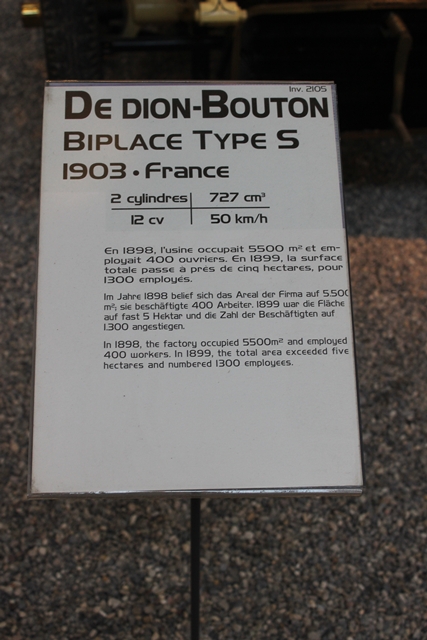 Inv. 2105
DE DION-BOUTON
BIPLACE TYPE S
1903 • France
2 cylindres 727 cm³
12 cv 50 km/h
En 1898, l'usine occupait 5500 m² et em-
ployait 400 ouvriers. En 1899, la surface
totale passe à près de cinq hectares, pour
1300 employés.
Im Jahre 1898 belief sich das Areal der Firma auf 5.500
m²; sie beschäftigte 400 Arbeiter. 1899 war die Fläche
auf fast 5 Hektar und die Zahl der Beschäftigten auf
1.300 angestiegen.
In 1898, the factory occupied 5500m² and employed
400 workers. In 1899, the total area exceeded five
hectares and numbered 1300 employees.